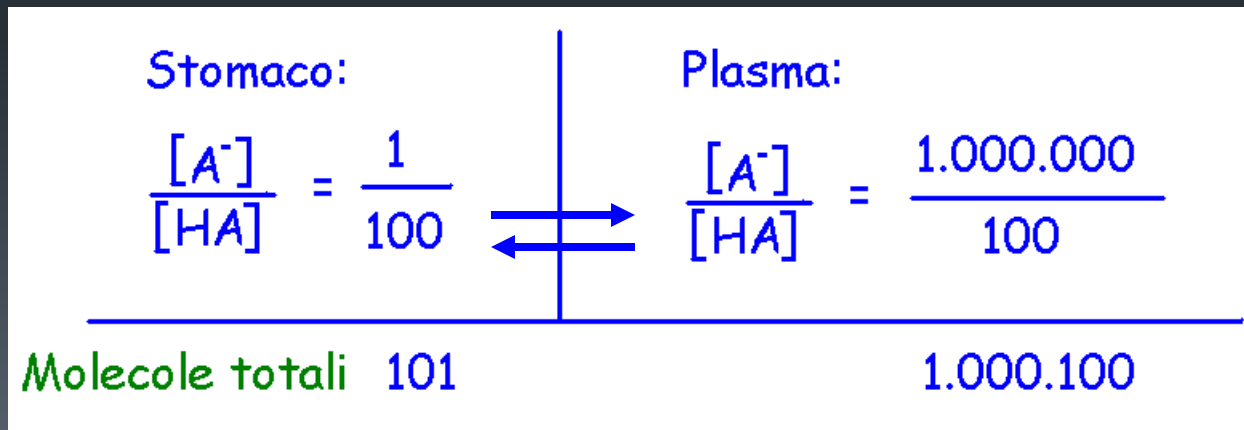 Stomaco:
[A⁻]
[HA]
=
1
100
Plasma:
[A⁻]
[HA]
=
1.000.000
100
Molecole totali 101 1.000.100